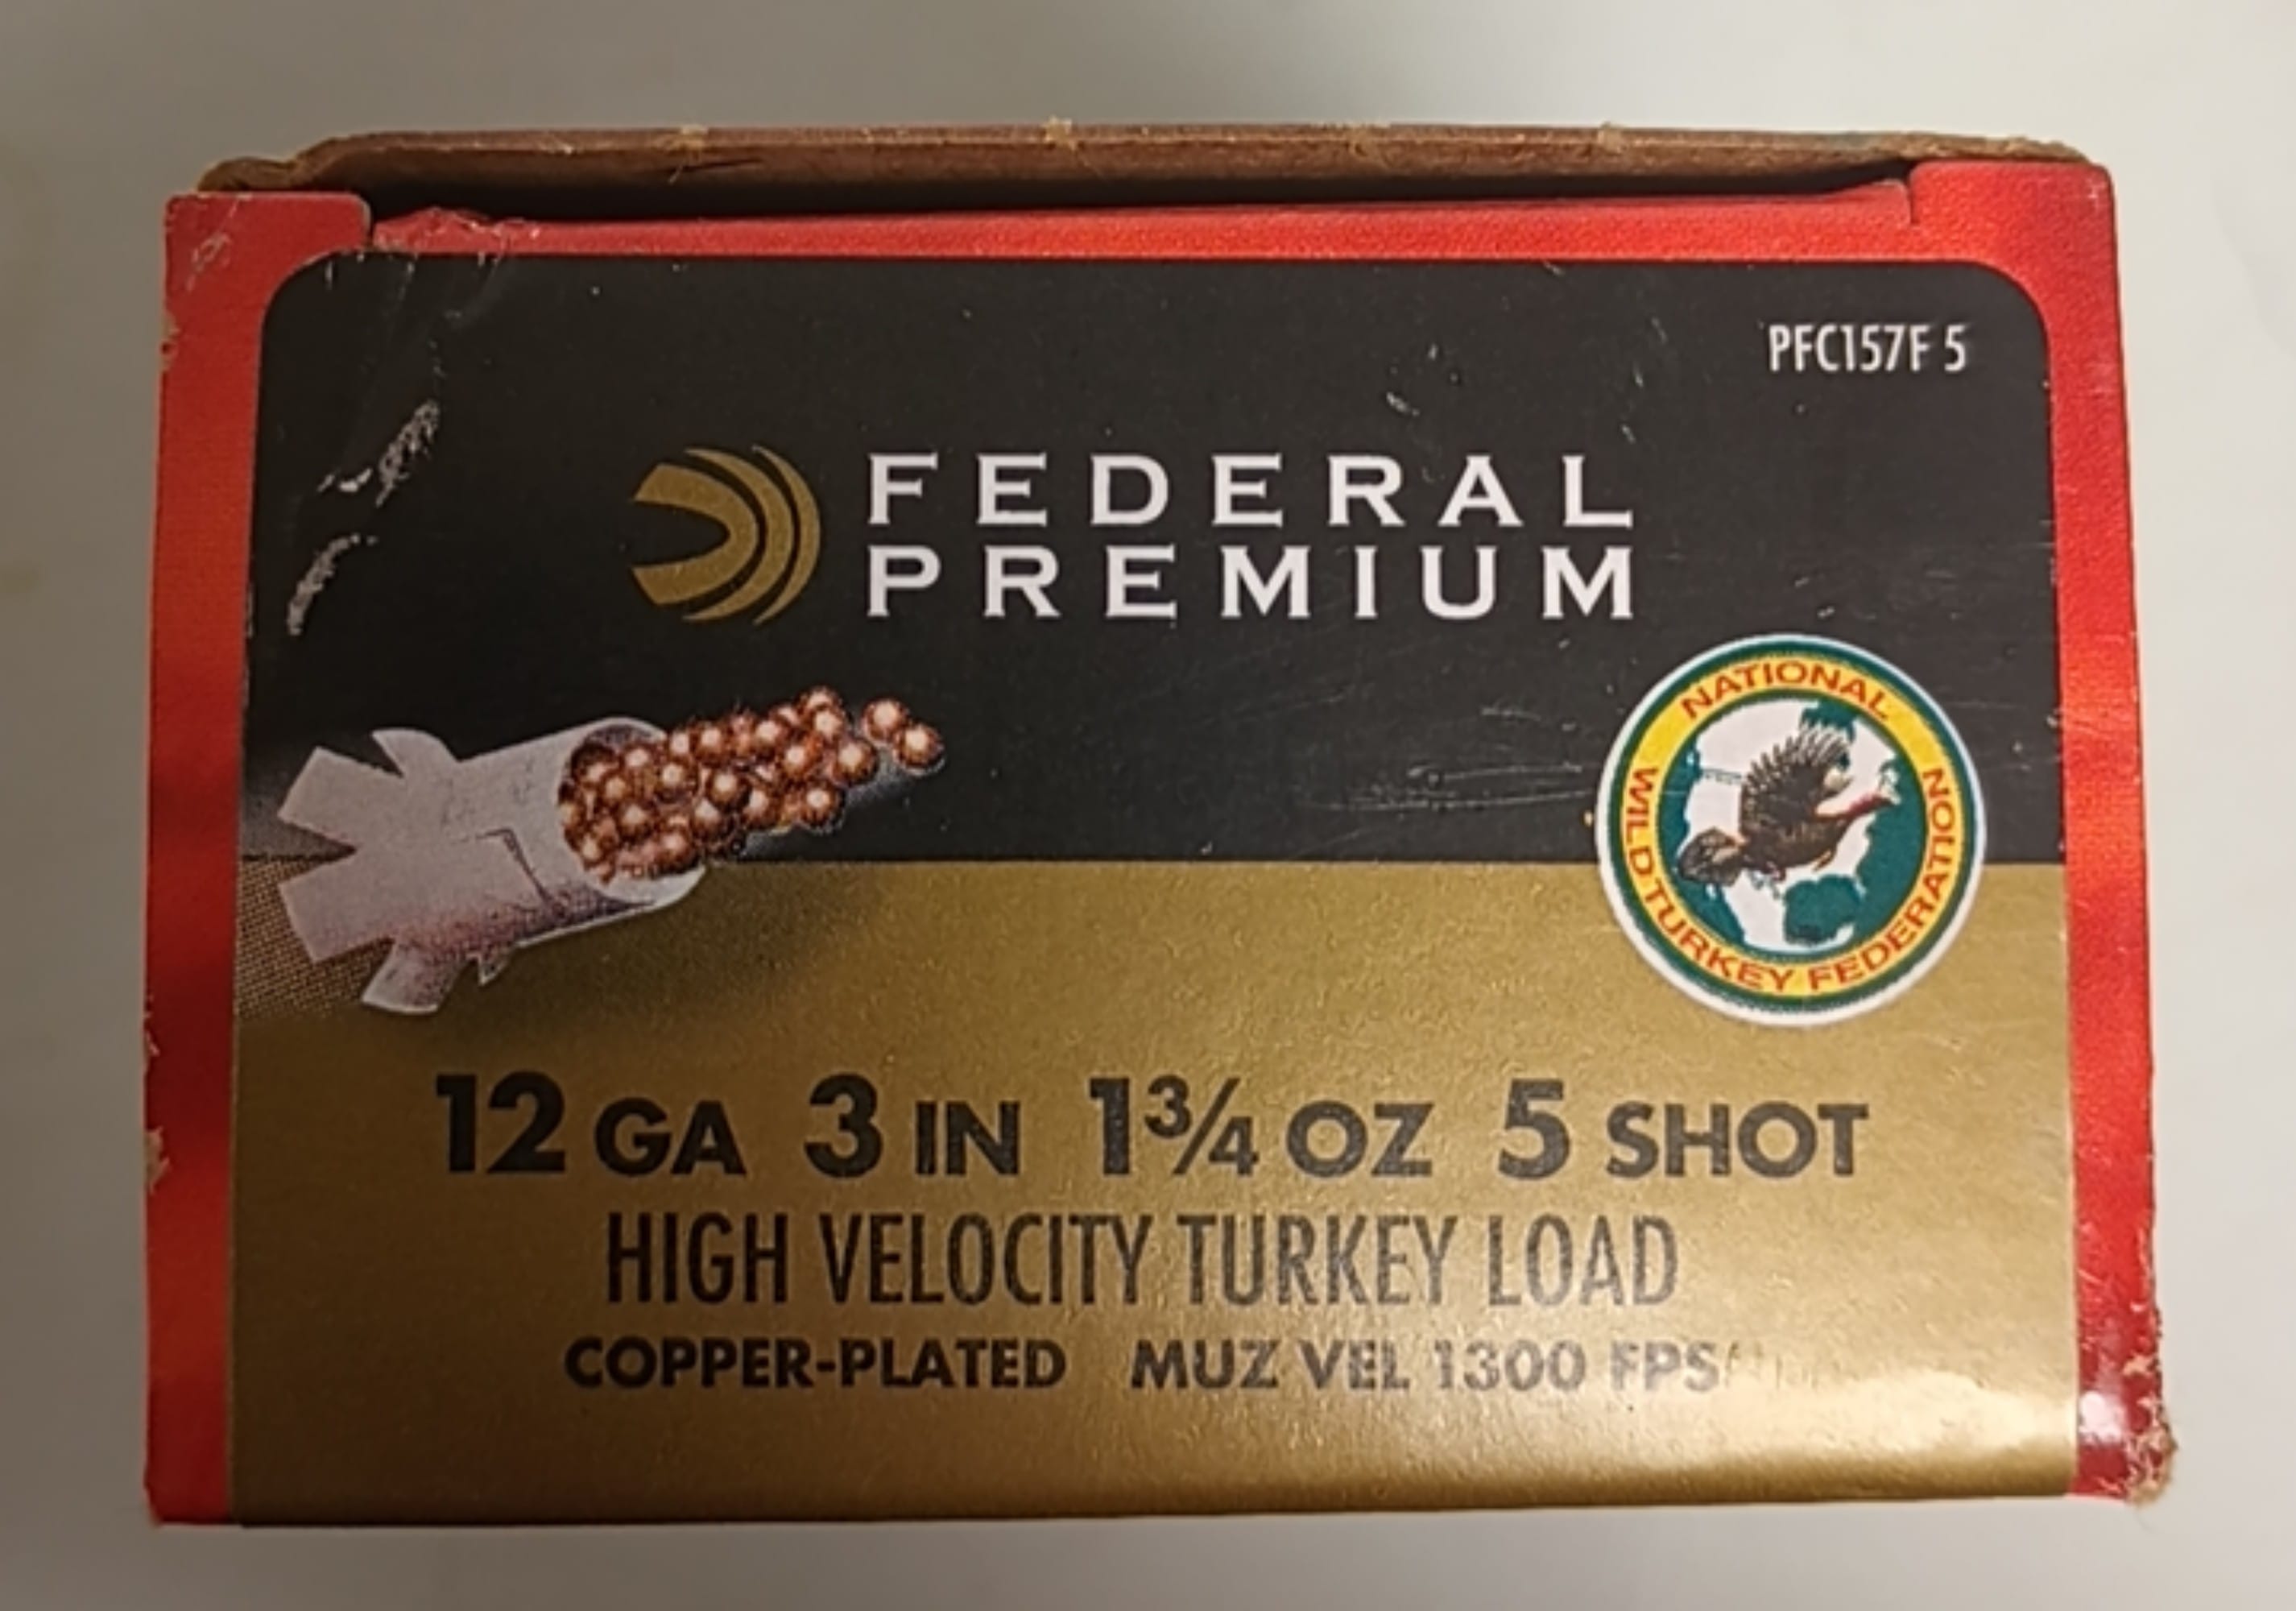 PFC157F 5
FEDERAL
PREMIUM
NATIONAL
WILD TURKEY FEDERATION
12 GA 3 IN 1¾ OZ 5 SHOT
HIGH VELOCITY TURKEY LOAD
COPPER-PLATED MUZ VEL 1300 FPS